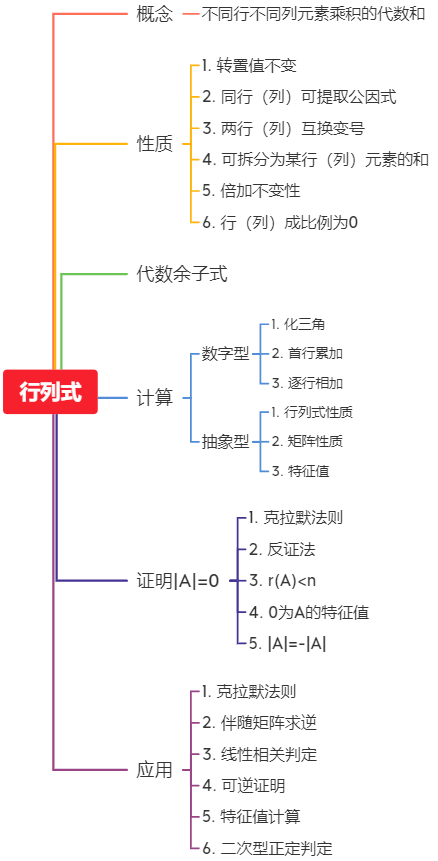 行列式
概念
不同行不同列元素乘积的代数和
性质
1. 转置值不变
2. 同行（列）可提取公因式
3. 两行（列）互换变号
4. 可拆分为某行（列）元素的和
5. 倍加不变性
6. 行（列）成比例为0
代数余子式
计算
数字型
1. 化三角
2. 首行累加
3. 逐行相加
抽象型
1. 行列式性质
2. 矩阵性质
3. 特征值
证明|A|=0
1. 克拉默法则
2. 反证法
3. r(A)<n
4. 0为A的特征值
5. |A|=-|A|
应用
1. 克拉默法则
2. 伴随矩阵求逆
3. 线性相关判定
4. 可逆证明
5. 特征值计算
6. 二次型正定判定